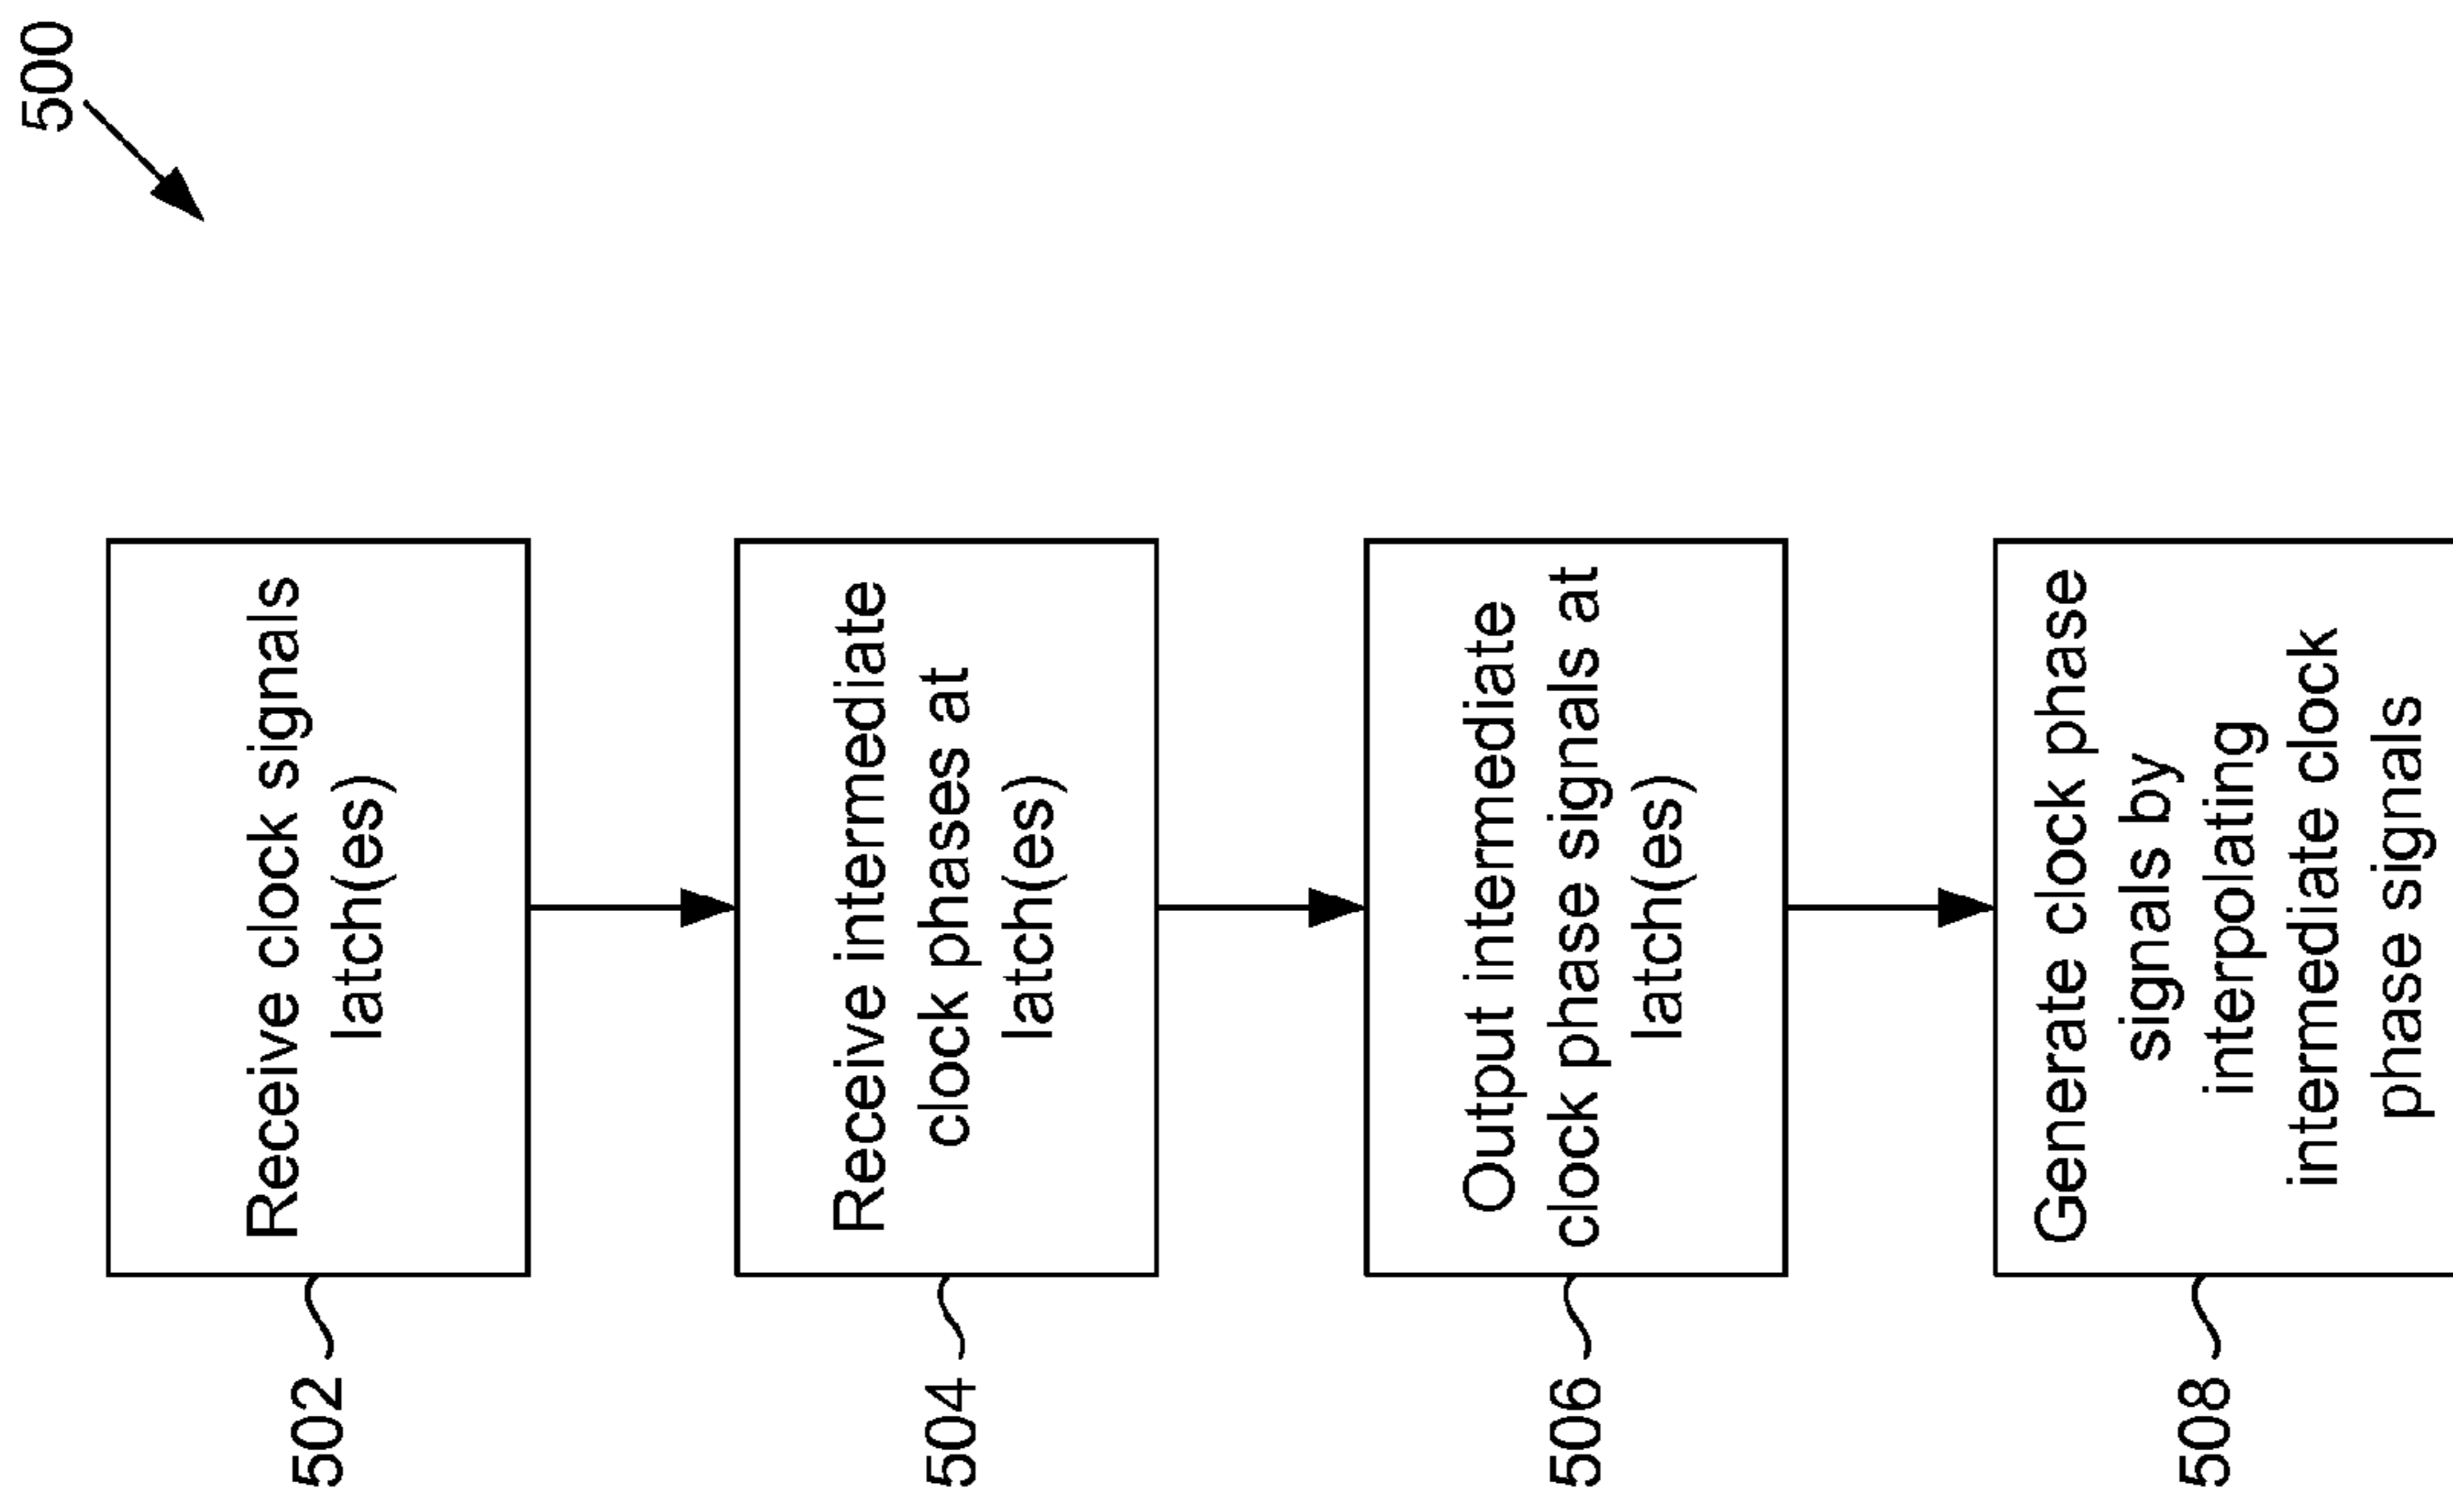 500
502
Receive clock signals
latch(es)
504
Receive intermediate
clock phases at
latch(es)
506
Output intermediate
clock phase signals at
latch(es)
508
Generate clock phase
signals by
interpolating
intermediate clock
phase signals